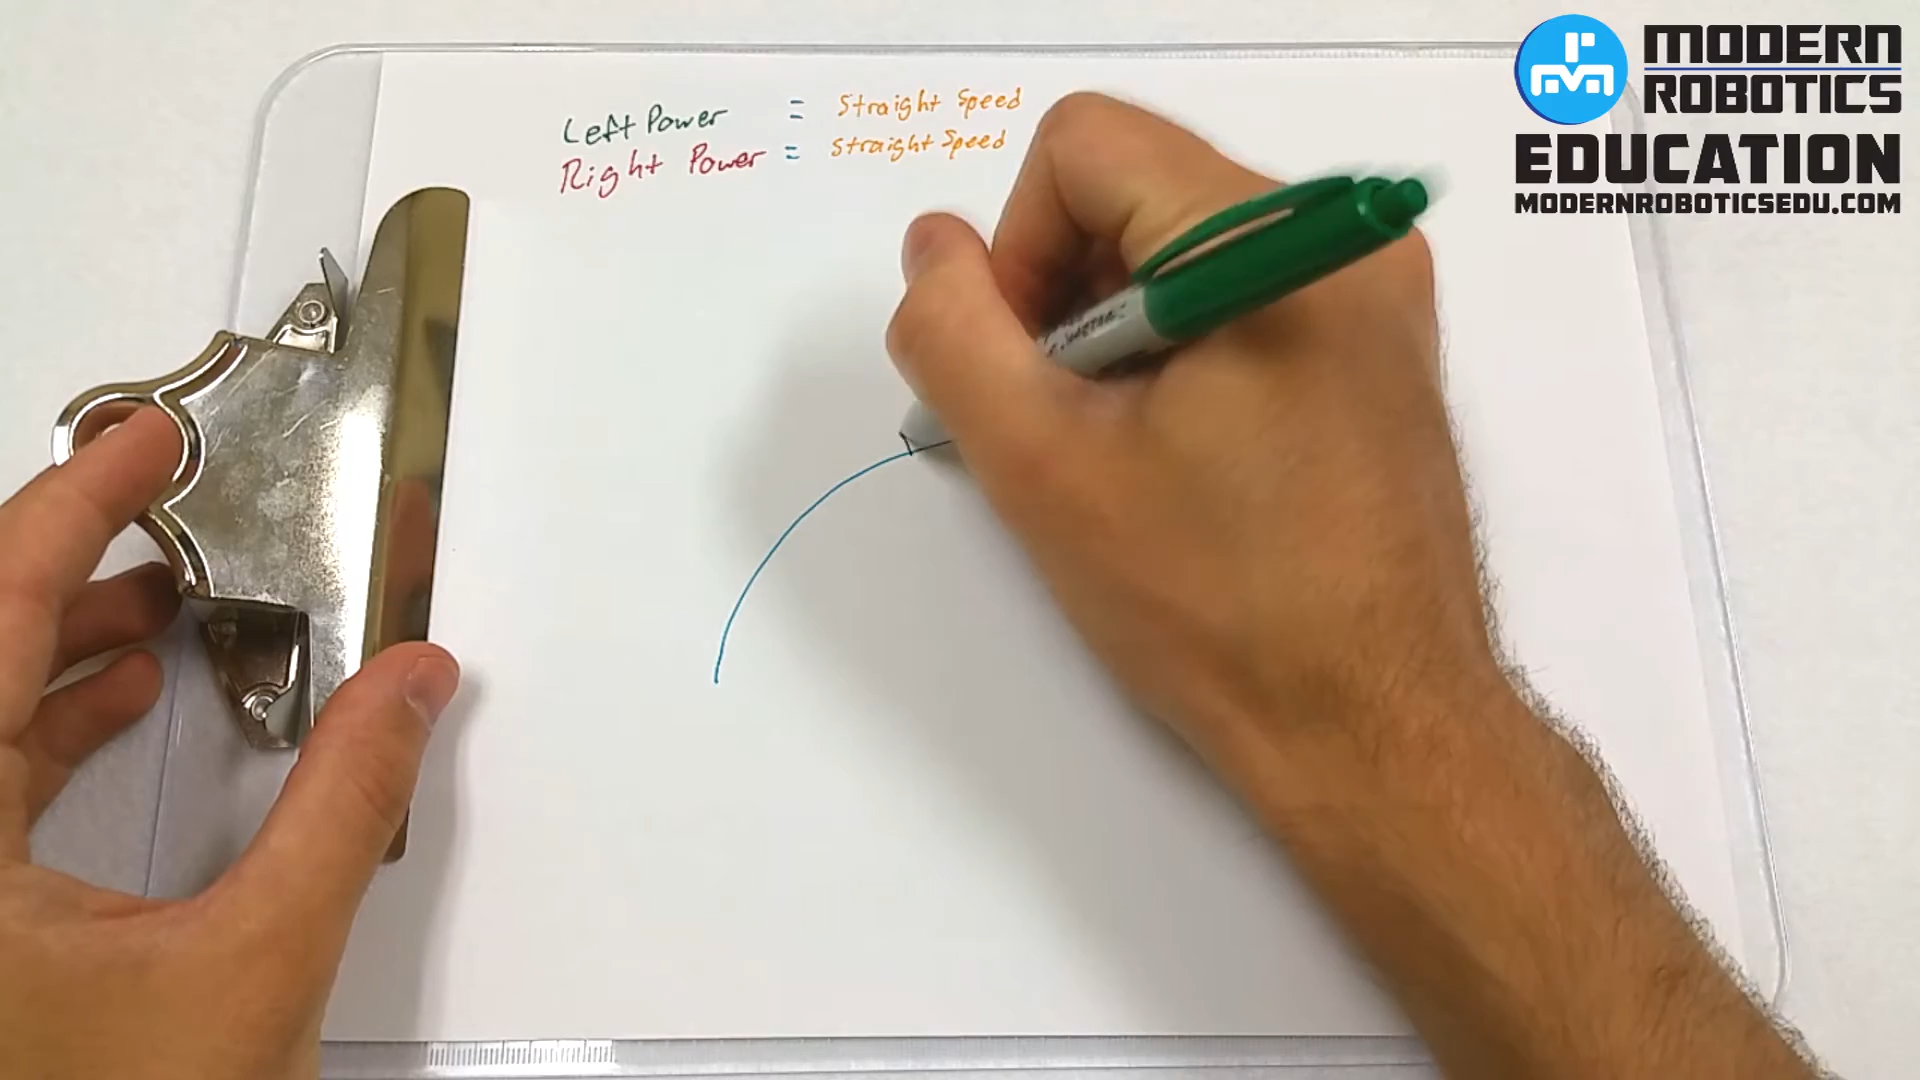 Left Power = Straight Speed
Right Power = Straight Speed
MODERN
ROBOTICS
EDUCATION
MODERNROBOTICSEDU.COM